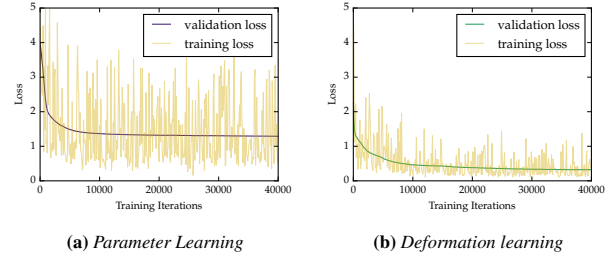 5
4
3
2
1
0
Loss
validation loss
training loss
0 10000 20000 30000 40000
Training Iterations
(a) Parameter Learning
5
4
3
2
1
0
Loss
validation loss
training loss
0 10000 20000 30000 40000
Training Iterations
(b) Deformation learning